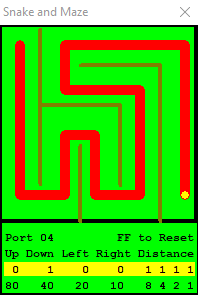 Snake and Maze
Port 04 FF to Reset
Up Down Left Right Distance
0 1 0 0 1 1 1 1
80 40 20 10 8 4 2 1